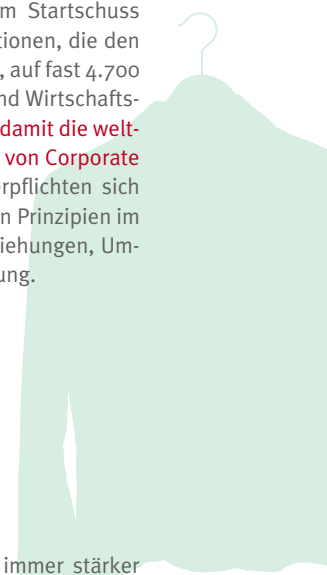 m Startschuss
tionen, die den
, auf fast 4.700
nd Wirtschafts-
damit die welt-
von Corporate
rpflichten sich
n Prinzipien im
iehungen, Um-
ung.
immer stärker